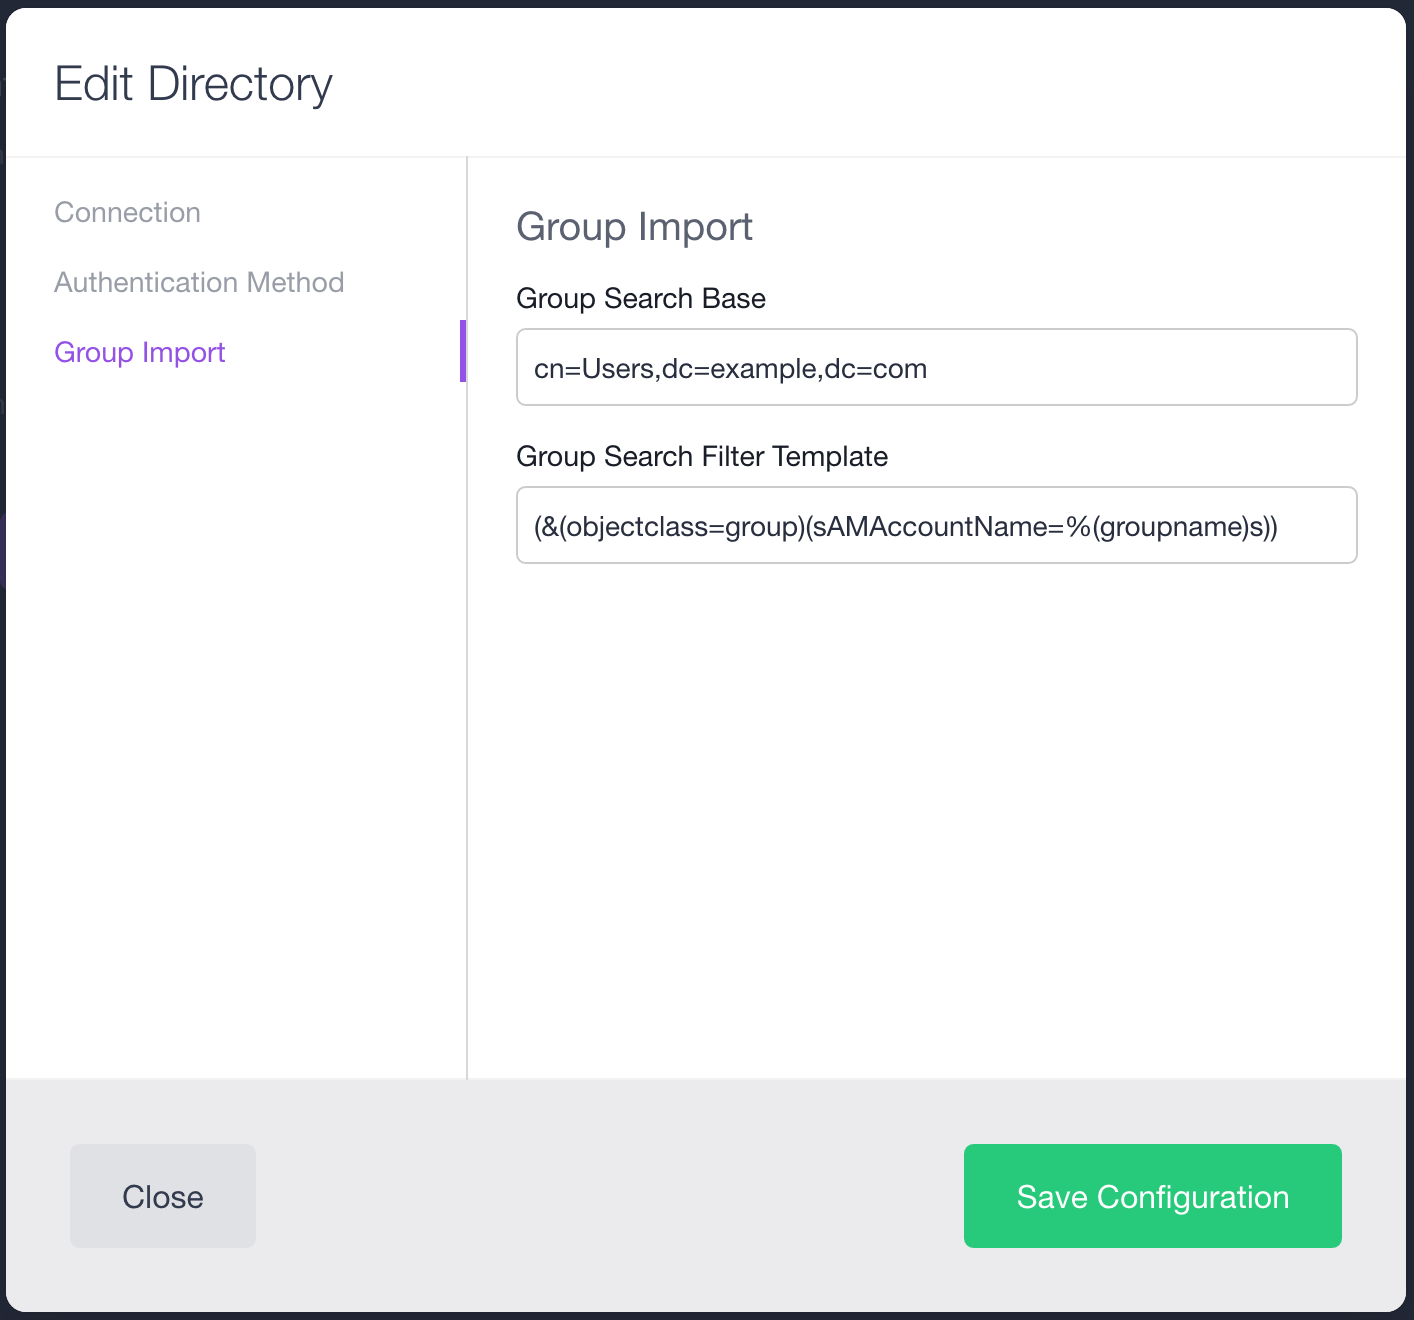 Edit Directory
Connection
Authentication Method
Group Import
Group Import
Group Search Base
cn=Users,dc=example,dc=com
Group Search Filter Template
(&(objectclass=group)(sAMAccountName=%(groupname)s))
Close
Save Configuration